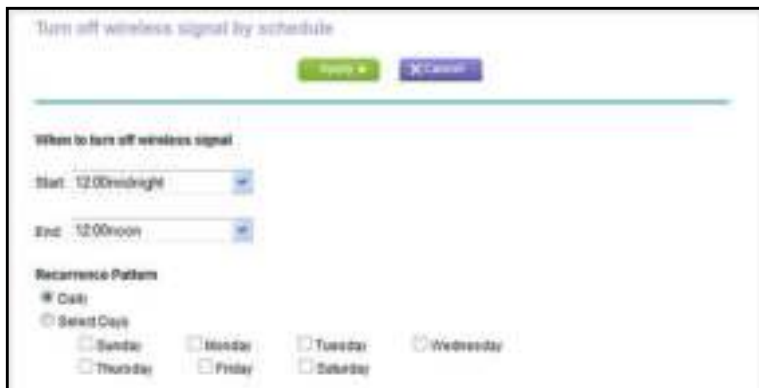 Turn off wireless signal by schedule
Apply Cancel
When to turn off wireless signal
Start 12:00midnight
End 12:00noon
Recurrence Pattern
Daily
Select Days
Sunday Monday Tuesday Wednesday
Thursday Friday Saturday